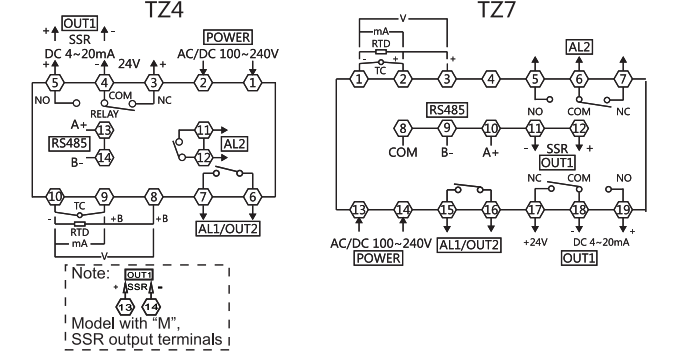 TZ4
+ OUT1 -
SSR
DC 4~20mA
+ - 24V +
POWER
AC/DC 100~240V
5 4 3 2 1
NO COM NC
RELAY
A+ 13
RS485
B- 14
11
12
AL2
10 9 8 7 6
TC
- +B +B
RTD
mA
V
AL1/OUT2
Note: OUT1
+ SSR -
13 14
Model with "M",
SSR output terminals
TZ7
V
mA
RTD
- + +
TC
AL2
1 2 3 4 5 6 7
NO COM NC
RS485
8 9 10 11 12
COM B- A+
- SSR +
OUT1
NC COM NO
13 14 15 16 17 18 19
AC/DC 100~240V
POWER
AL1/OUT2
- +
+24V DC 4~20mA
OUT1